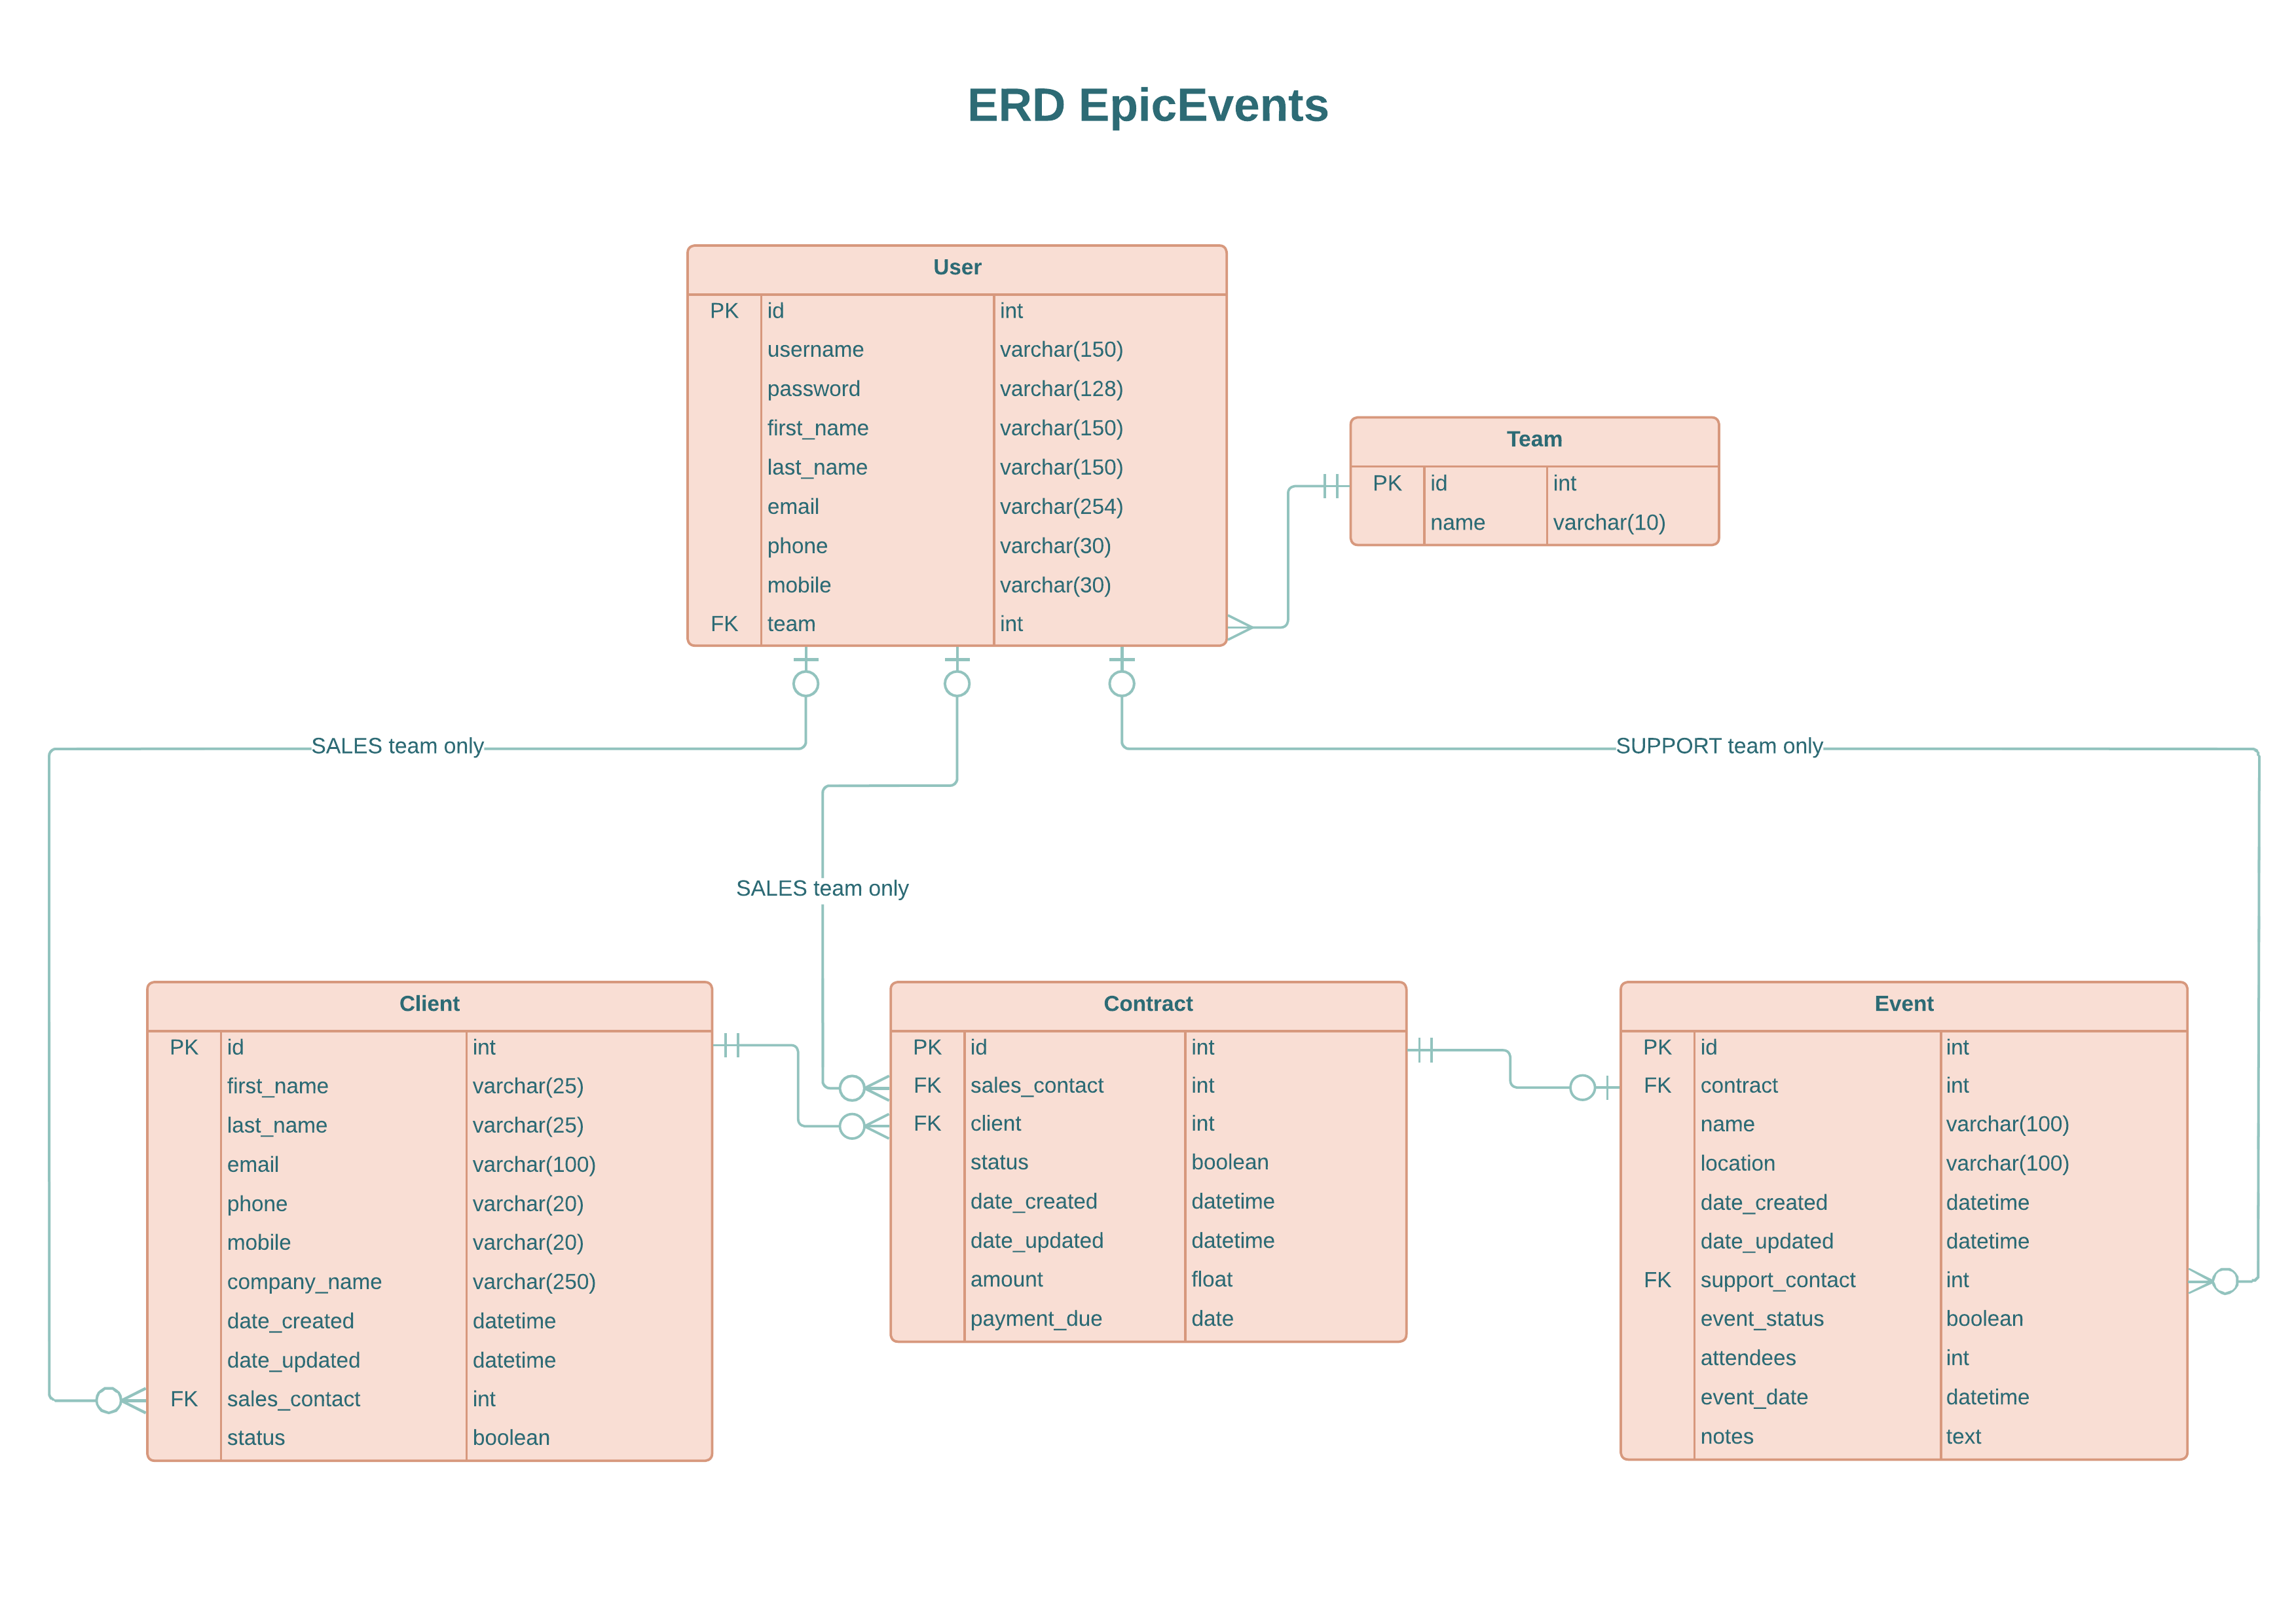 ERD EpicEvents
User
PK id int
username varchar(150)
password varchar(128)
first_name varchar(150)
last_name varchar(150)
email varchar(254)
phone varchar(30)
mobile varchar(30)
FK team int
Team
PK id int
name varchar(10)
SALES team only
SUPPORT team only
SALES team only
Client
PK id int
first_name varchar(25)
last_name varchar(25)
email varchar(100)
phone varchar(20)
mobile varchar(20)
company_name varchar(250)
date_created datetime
date_updated datetime
FK sales_contact int
status boolean
Contract
PK id int
FK sales_contact int
FK client int
status boolean
date_created datetime
date_updated datetime
amount float
payment_due date
Event
PK id int
FK contract int
name varchar(100)
location varchar(100)
date_created datetime
date_updated datetime
FK support_contact int
event_status boolean
attendees int
event_date datetime
notes text